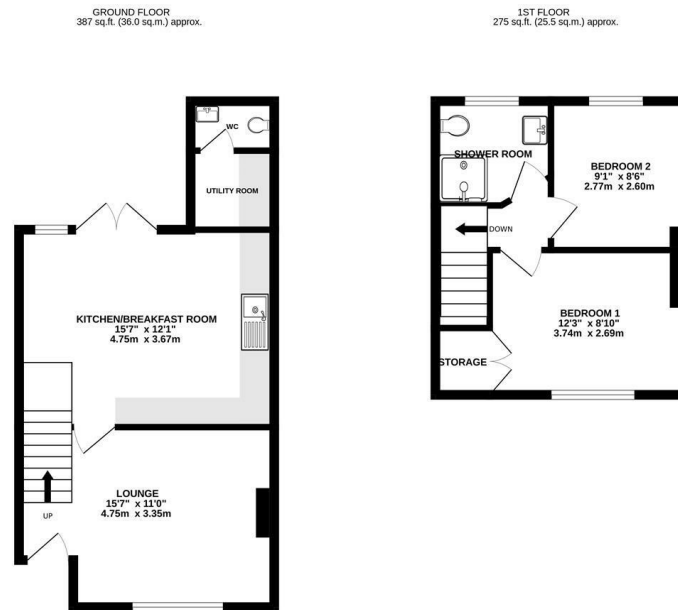 GROUND FLOOR
387 sq.ft. (36.0 sq.m.) approx.
WC
UTILITY ROOM
KITCHEN/BREAKFAST ROOM
15'7" x 12'1"
4.75m x 3.67m
LOUNGE
15'7" x 11'0"
4.75m x 3.35m
UP
1ST FLOOR
275 sq.ft. (25.5 sq.m.) approx.
SHOWER ROOM
BEDROOM 2
9'1" x 8'6"
2.77m x 2.60m
DOWN
BEDROOM 1
12'3" x 8'10"
3.74m x 2.69m
STORAGE